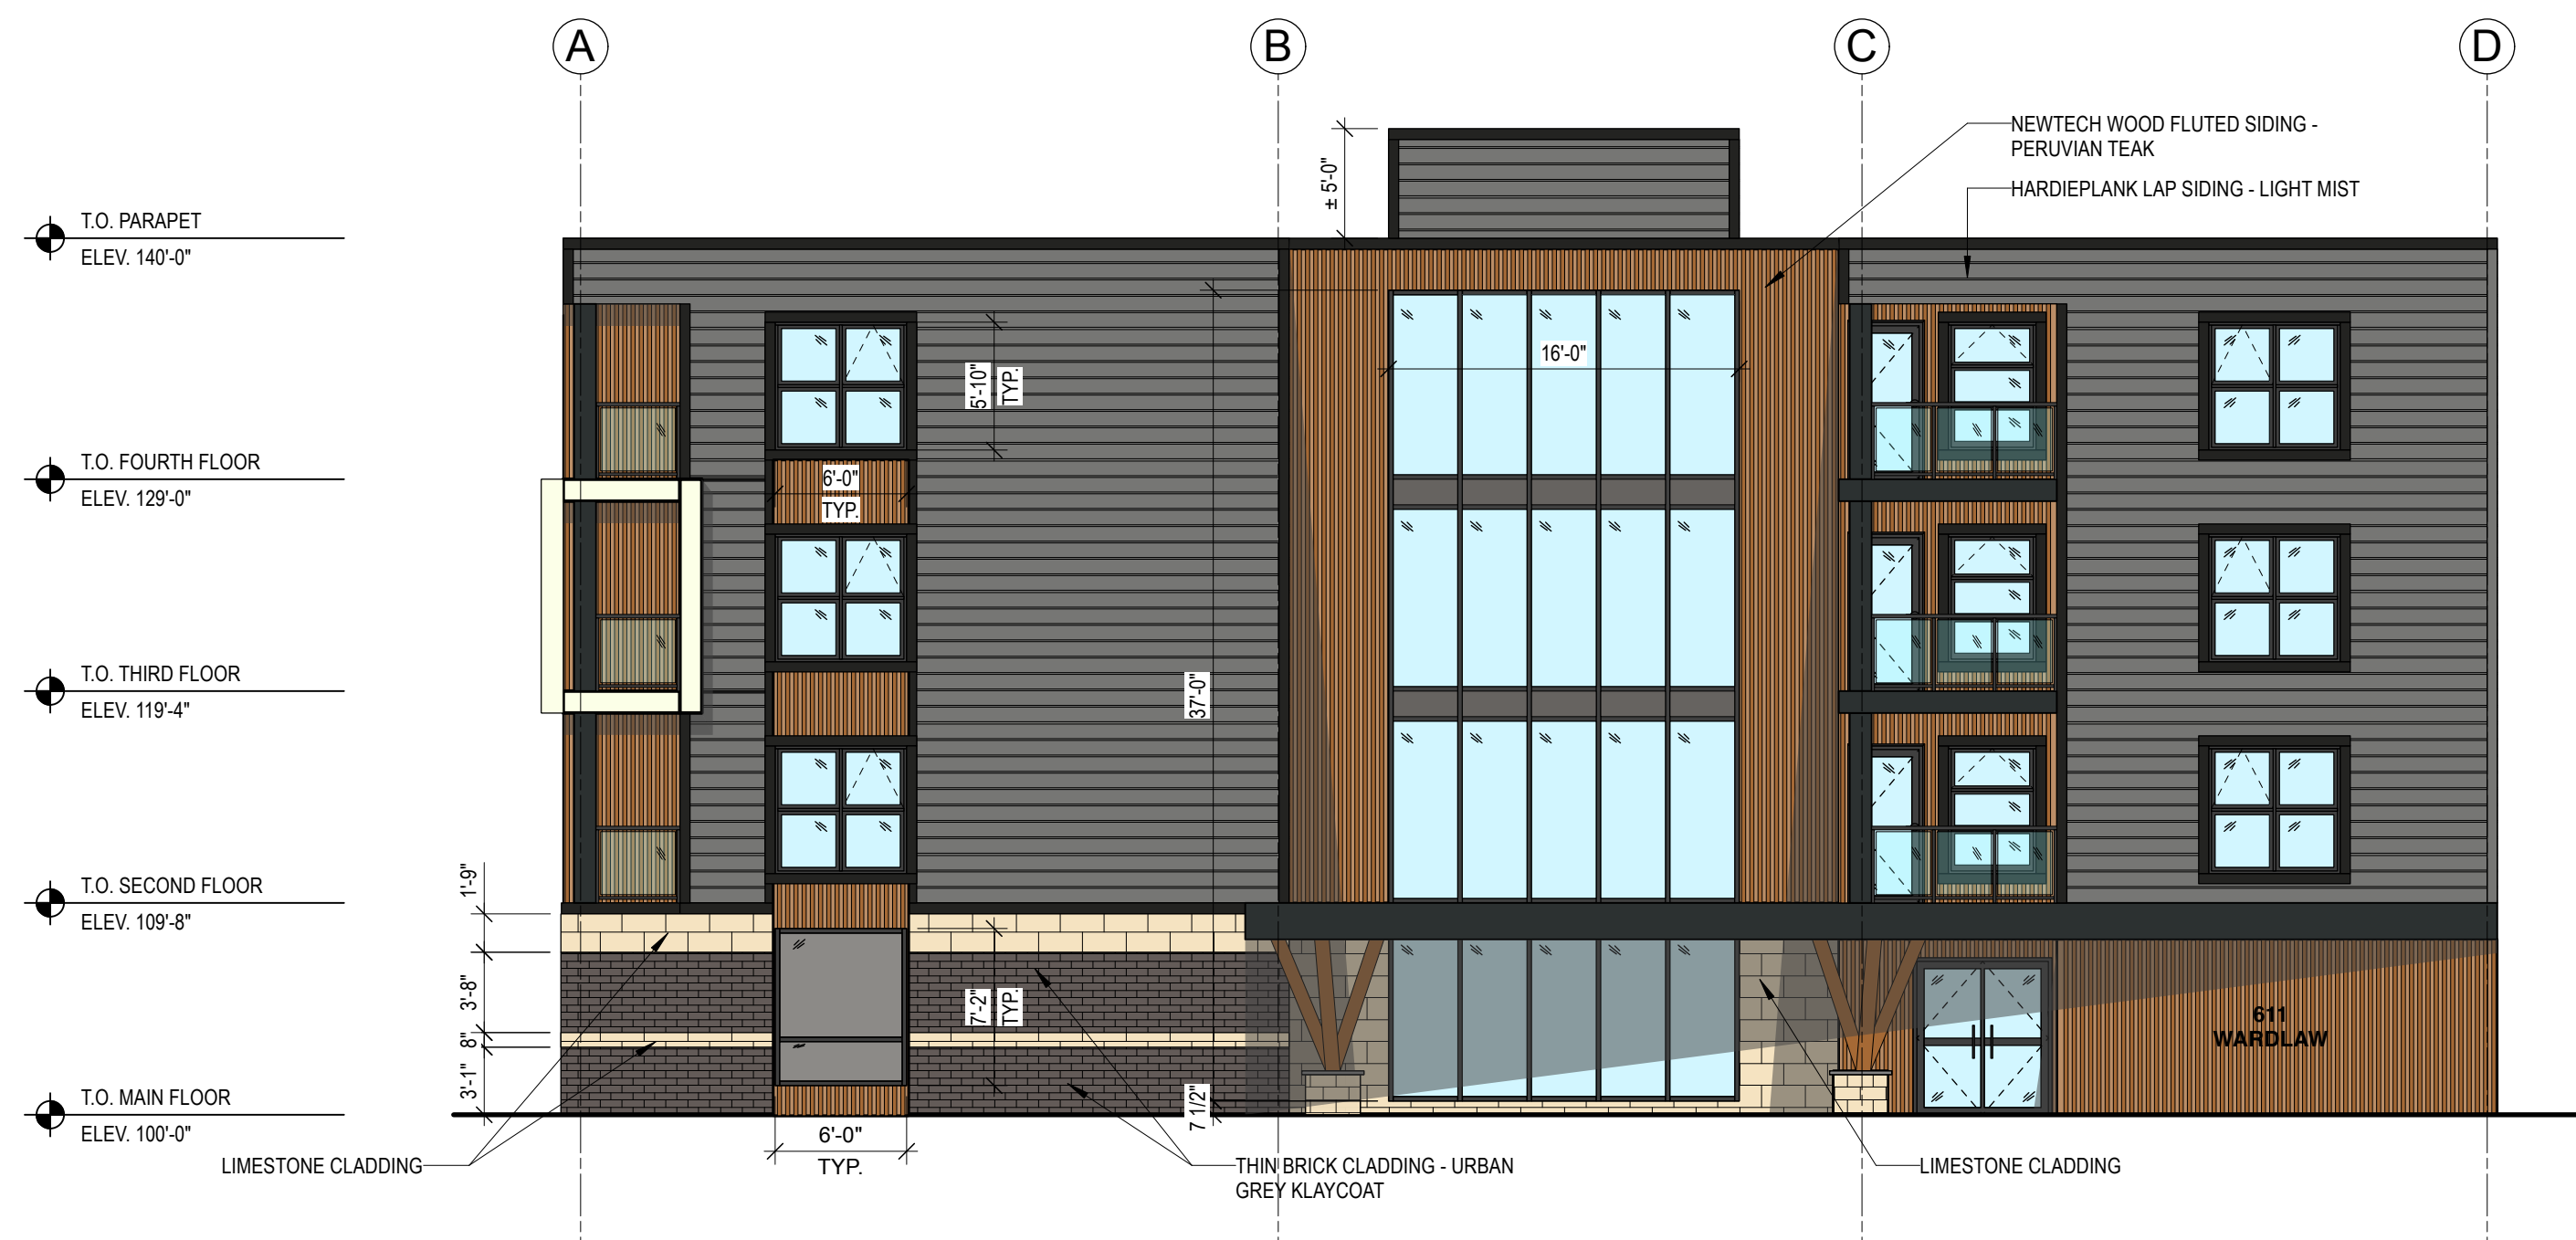 A
B
C
D
NEWTECH WOOD FLUTED SIDING -
PERUVIAN TEAK
± 5'-0"
HARDIEPLANK LAP SIDING - LIGHT MIST
T.O. PARAPET
ELEV. 140'-0"
16'-0"
5'-10"
TYP.
T.O. FOURTH FLOOR
ELEV. 129'-0"
6'-0"
TYP.
T.O. THIRD FLOOR
ELEV. 119'-4"
37'-0"
T.O. SECOND FLOOR
ELEV. 109'-8"
1'-9"
3'-8"
8"
3'-1"
7'-2"
TYP.
611
WARDLAW
T.O. MAIN FLOOR
ELEV. 100'-0"
7 1/2"
6'-0"
TYP.
LIMESTONE CLADDING
THIN BRICK CLADDING - URBAN
GREY KLAYCOAT
LIMESTONE CLADDING